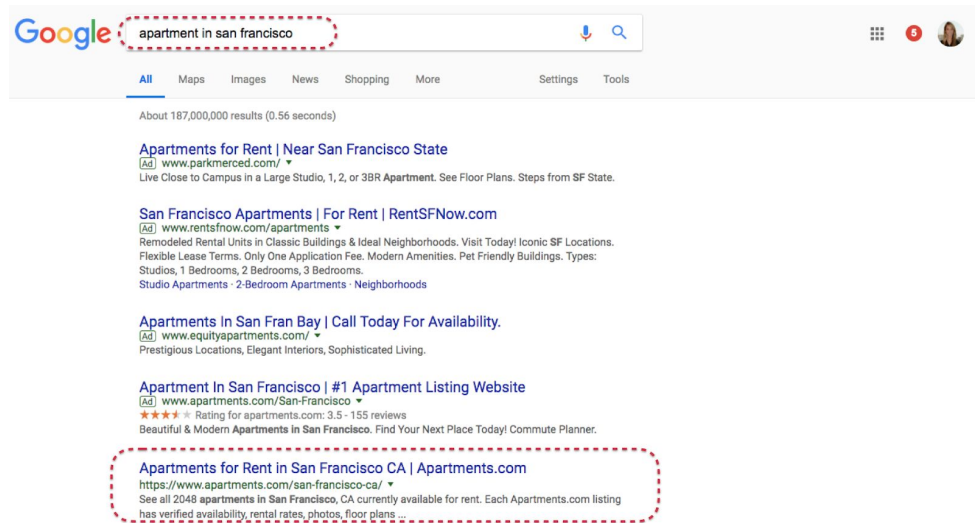 Google
apartment in san francisco
5
All Maps Images News Shopping More Settings Tools
About 187,000,000 results (0.56 seconds)
Apartments for Rent | Near San Francisco State
Ad www.parkmerced.com/
Live Close to Campus in a Large Studio, 1, 2, or 3BR Apartment. See Floor Plans. Steps from SF State.
San Francisco Apartments | For Rent | RentSFNow.com
Ad www.rentsfnow.com/apartments
Remodeled Rental Units in Classic Buildings & Ideal Neighborhoods. Visit Today! Iconic SF Locations.
Flexible Lease Terms. Only One Application Fee. Modern Amenities. Pet Friendly Buildings. Types:
Studios, 1 Bedrooms, 2 Bedrooms, 3 Bedrooms.
Studio Apartments · 2-Bedroom Apartments · Neighborhoods
Apartments In San Fran Bay | Call Today For Availability.
Ad www.equityapartments.com/
Prestigious Locations, Elegant Interiors, Sophisticated Living.
Apartment In San Francisco | #1 Apartment Listing Website
Ad www.apartments.com/San-Francisco
Rating for apartments.com: 3.5 - 155 reviews
Beautiful & Modern Apartments in San Francisco. Find Your Next Place Today! Commute Planner.
Apartments for Rent in San Francisco CA | Apartments.com
https://www.apartments.com/san-francisco-ca/
See all 2048 apartments in San Francisco, CA currently available for rent. Each Apartments.com listing
has verified availability, rental rates, photos, floor plans ...